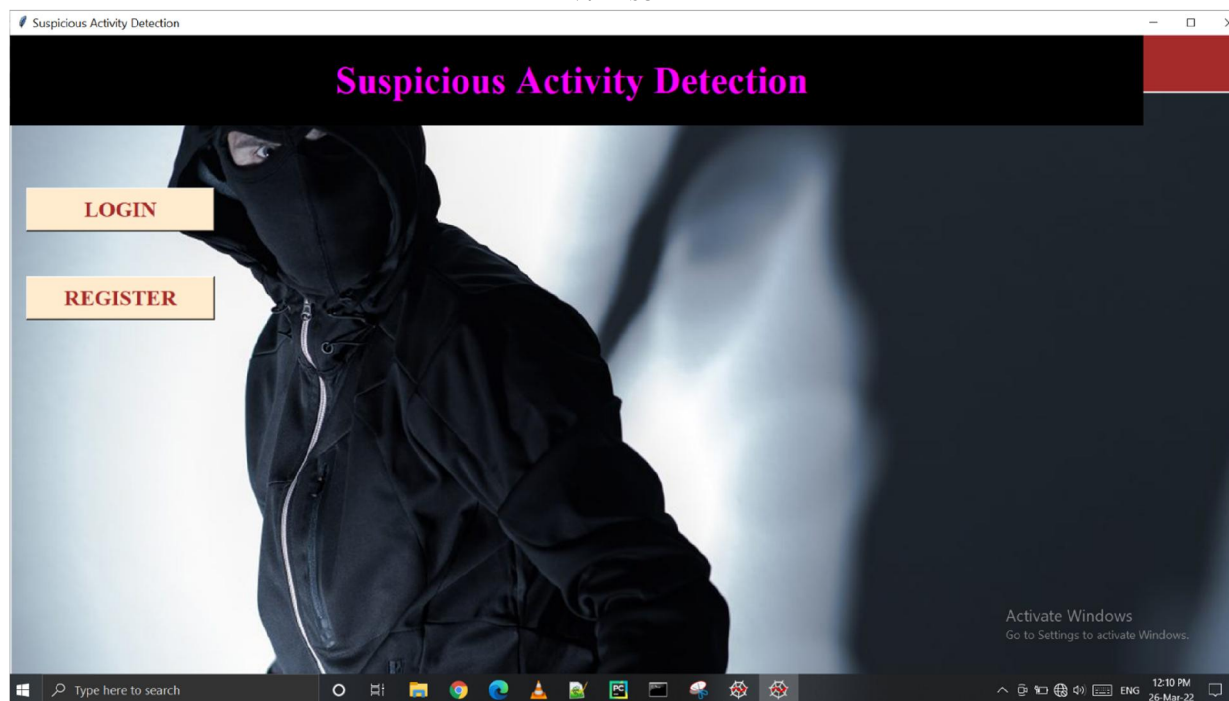 Suspicious Activity Detection
Suspicious Activity Detection
LOGIN
REGISTER
Activate Windows
Go to Settings to activate Windows.
Type here to search
PC
ENG
12:10 PM
26-Mar-22